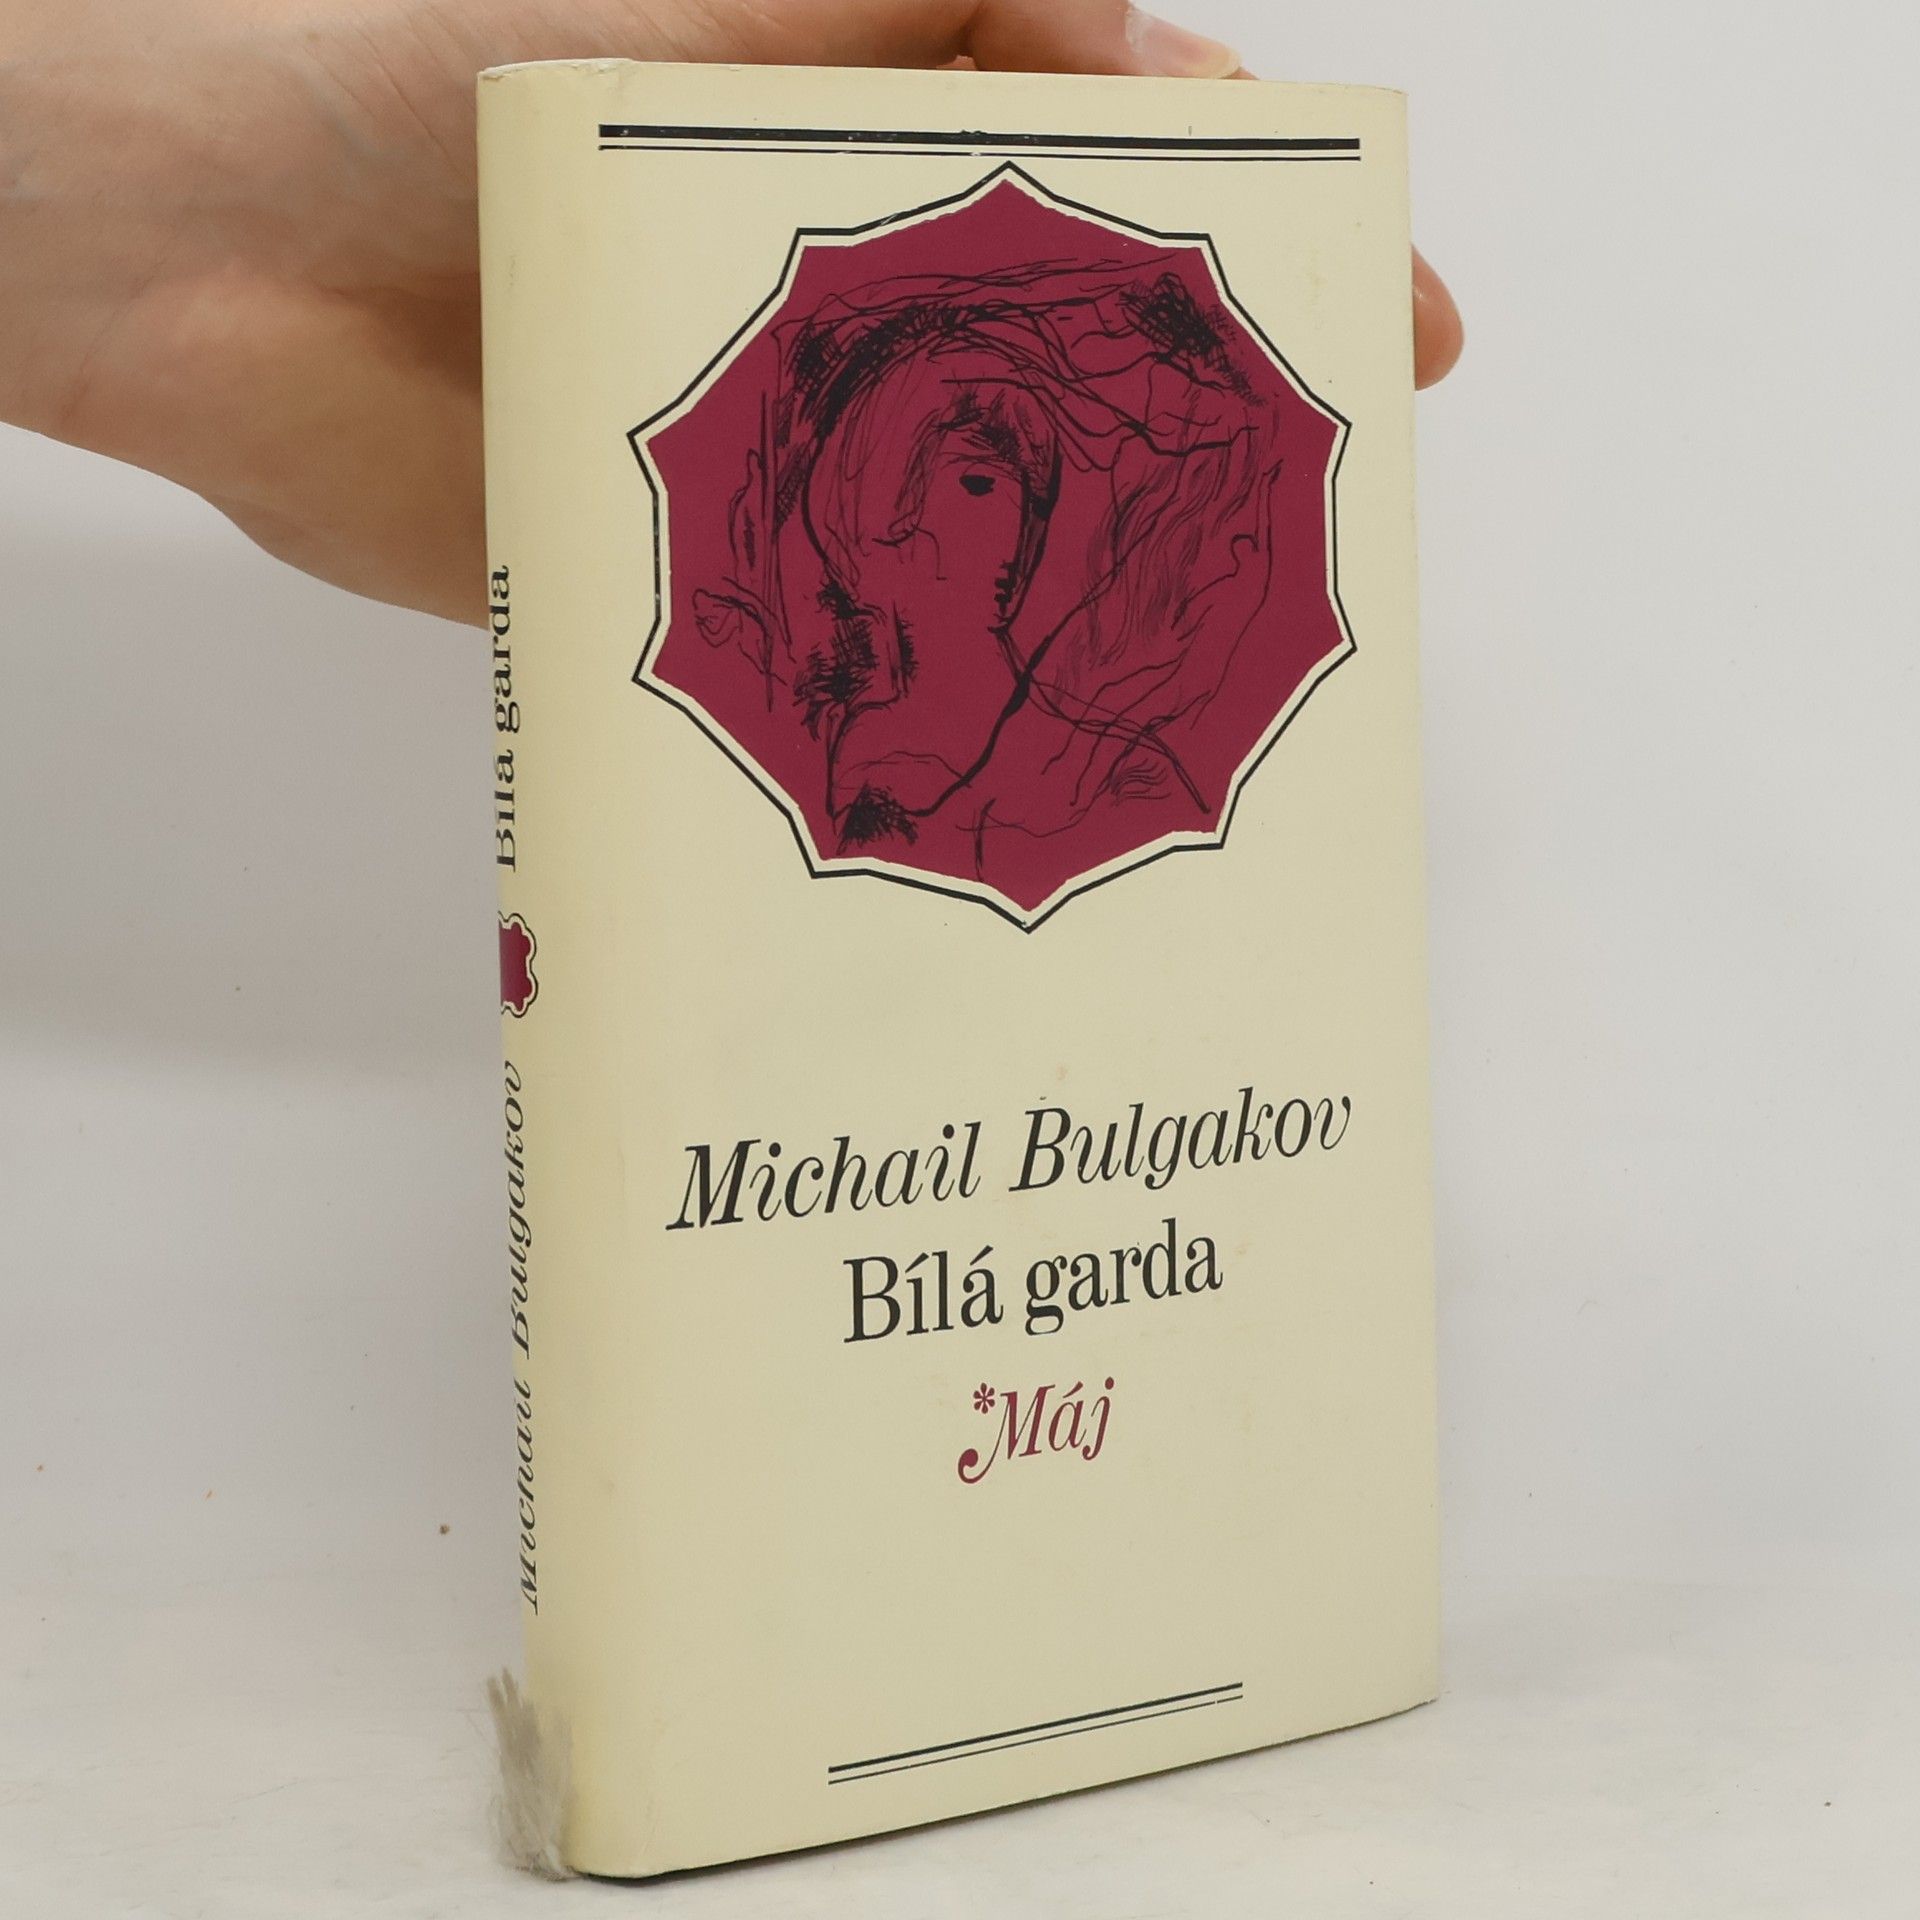 Michail Bulgakov
Bílá garda
*Máj
Michail Bulgakov Bílá garda